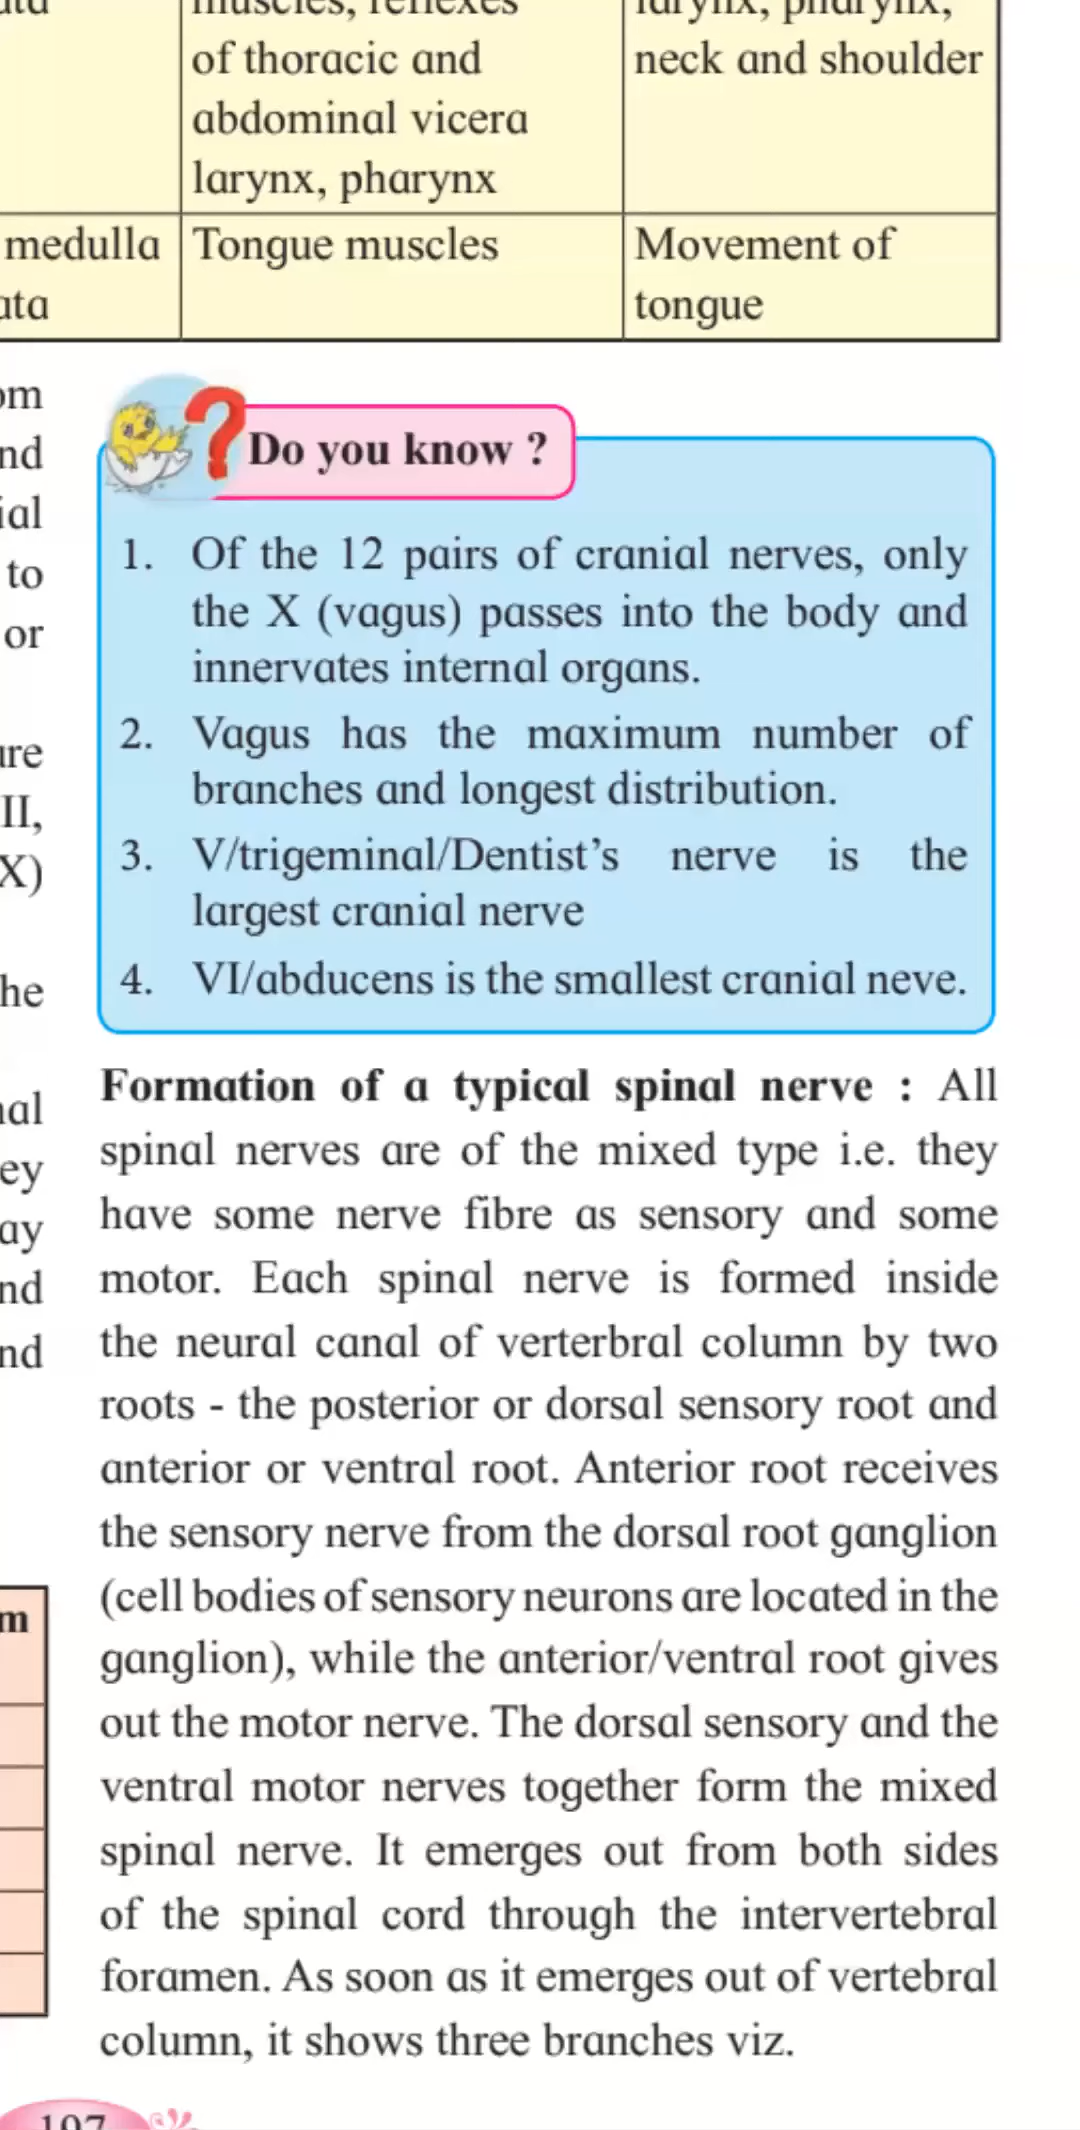 muscles, reflexes
larynx, pharynx,
of thoracic and
neck and shoulder
abdominal vicera
larynx, pharynx
medulla
Tongue muscles
Movement of
tongue
to
or
II,
X)
Do you know ?
1. Of the 12 pairs of cranial nerves, only
the X (vagus) passes into the body and
innervates internal organs.
2. Vagus has the maximum number of
branches and longest distribution.
3. V/trigeminal/Dentist's nerve is the
largest cranial nerve
4. VI/abducens is the smallest cranial neve.
Formation of a typical spinal nerve : All
spinal nerves are of the mixed type i.e. they
have some nerve fibre as sensory and some
motor. Each spinal nerve is formed inside
the neural canal of verterbral column by two
roots - the posterior or dorsal sensory root and
anterior or ventral root. Anterior root receives
the sensory nerve from the dorsal root ganglion
(cell bodies of sensory neurons are located in the
ganglion), while the anterior/ventral root gives
out the motor nerve. The dorsal sensory and the
ventral motor nerves together form the mixed
spinal nerve. It emerges out from both sides
of the spinal cord through the intervertebral
foramen. As soon as it emerges out of vertebral
column, it shows three branches viz.
197